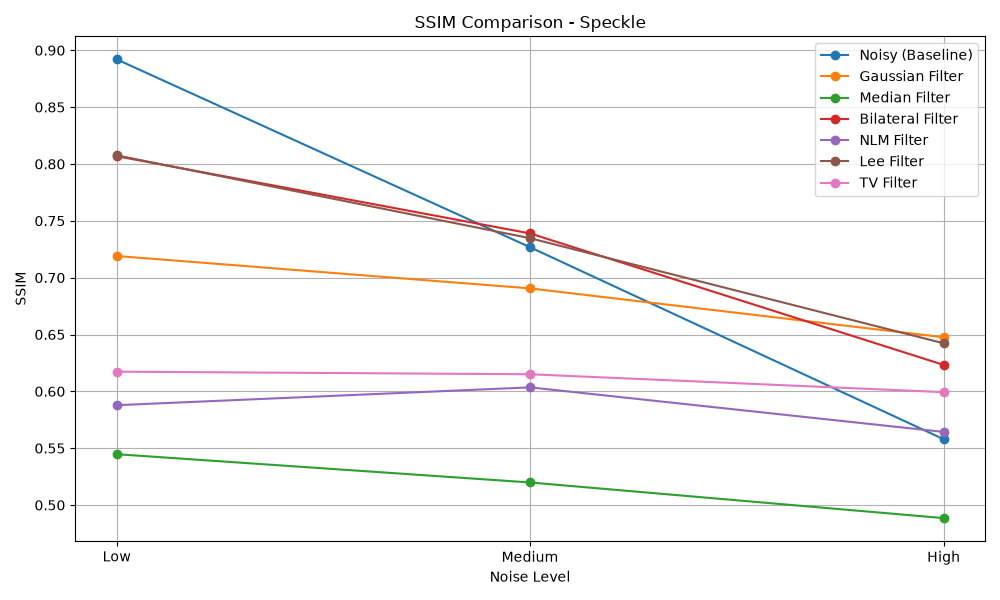 SSIM Comparison - Speckle
SSIM
0.90
0.85
0.80
0.75
0.70
0.65
0.60
0.55
0.50
Noisy (Baseline)
Gaussian Filter
Median Filter
Bilateral Filter
NLM Filter
Lee Filter
TV Filter
Low
Medium
High
Noise Level